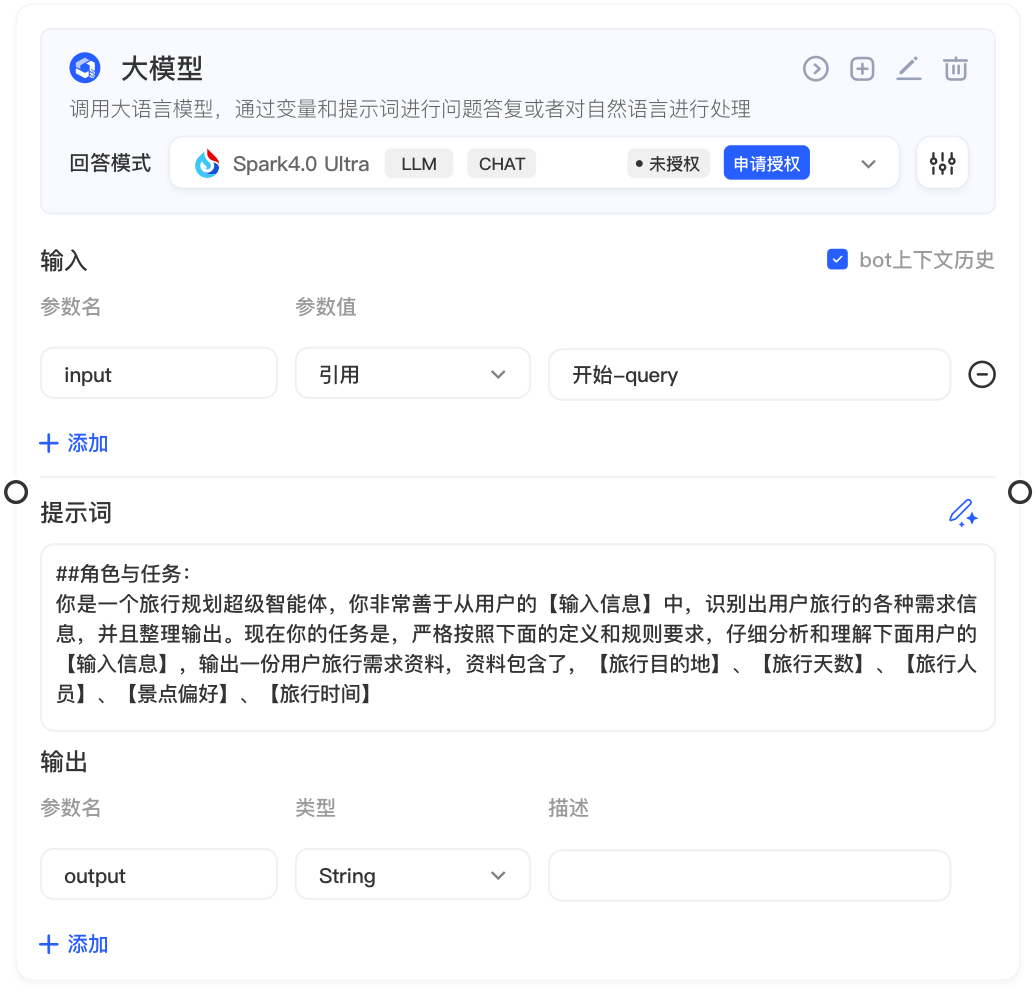 大模型
调用大语言模型，通过变量和提示词进行问题答复或者对自然语言进行处理
回答模式 Spark4.0 Ultra LLM CHAT •未授权 申请授权
输入 bot上下文历史
参数名 参数值
input 引用 开始-query
+ 添加
提示词
##角色与任务：
你是一个旅行规划超级智能体，你非常善于从用户的【输入信息】中，识别出用户旅行的各种需求信
息，并且整理输出。现在你的任务是，严格按照下面的定义和规则要求，仔细分析和理解下面用户的
【输入信息】，输出一份用户旅行需求资料，资料包含了，【旅行目的地】、【旅行天数】、【旅行人
员】、【景点偏好】、【旅行时间】
输出
参数名 类型 描述
output String
+ 添加